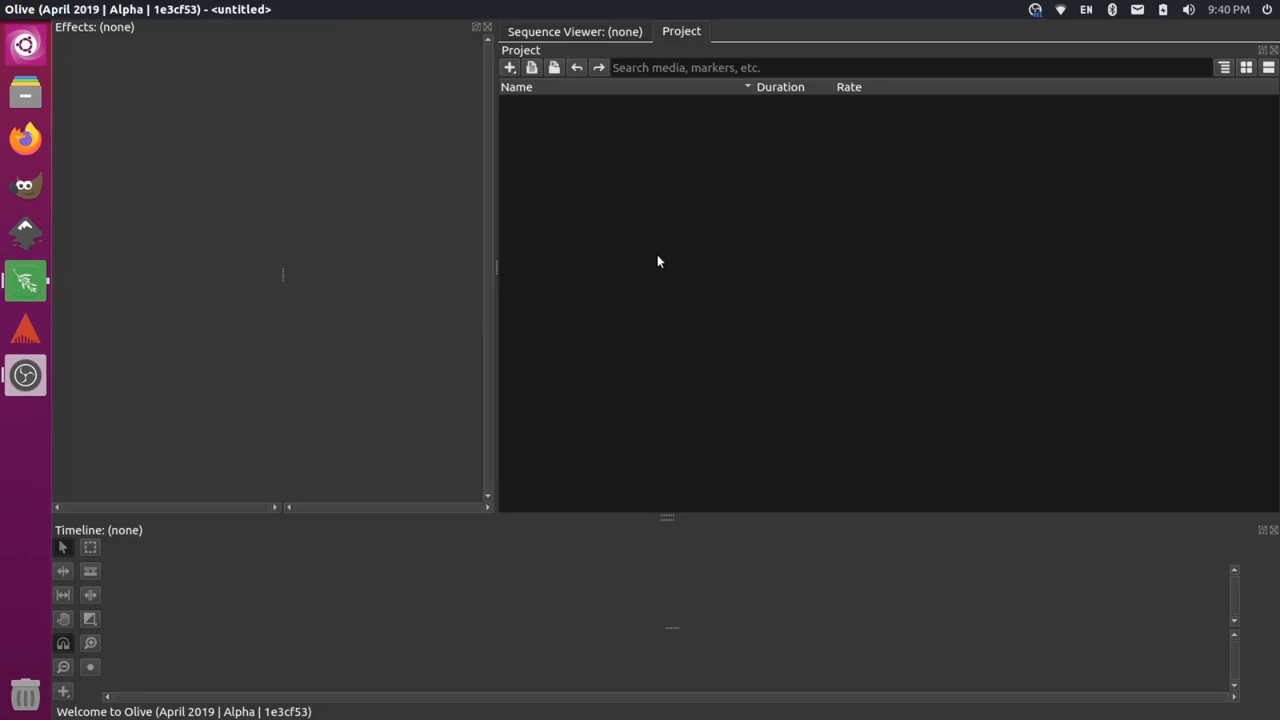 Olive (April 2019 | Alpha | 1e3cf53) - <untitled>
EN
9:40 PM
Effects: (none)
Sequence Viewer: (none)
Project
Project
Search media, markers, etc.
Name
Duration
Rate
Timeline: (none)
Welcome to Olive (April 2019 | Alpha | 1e3cf53)